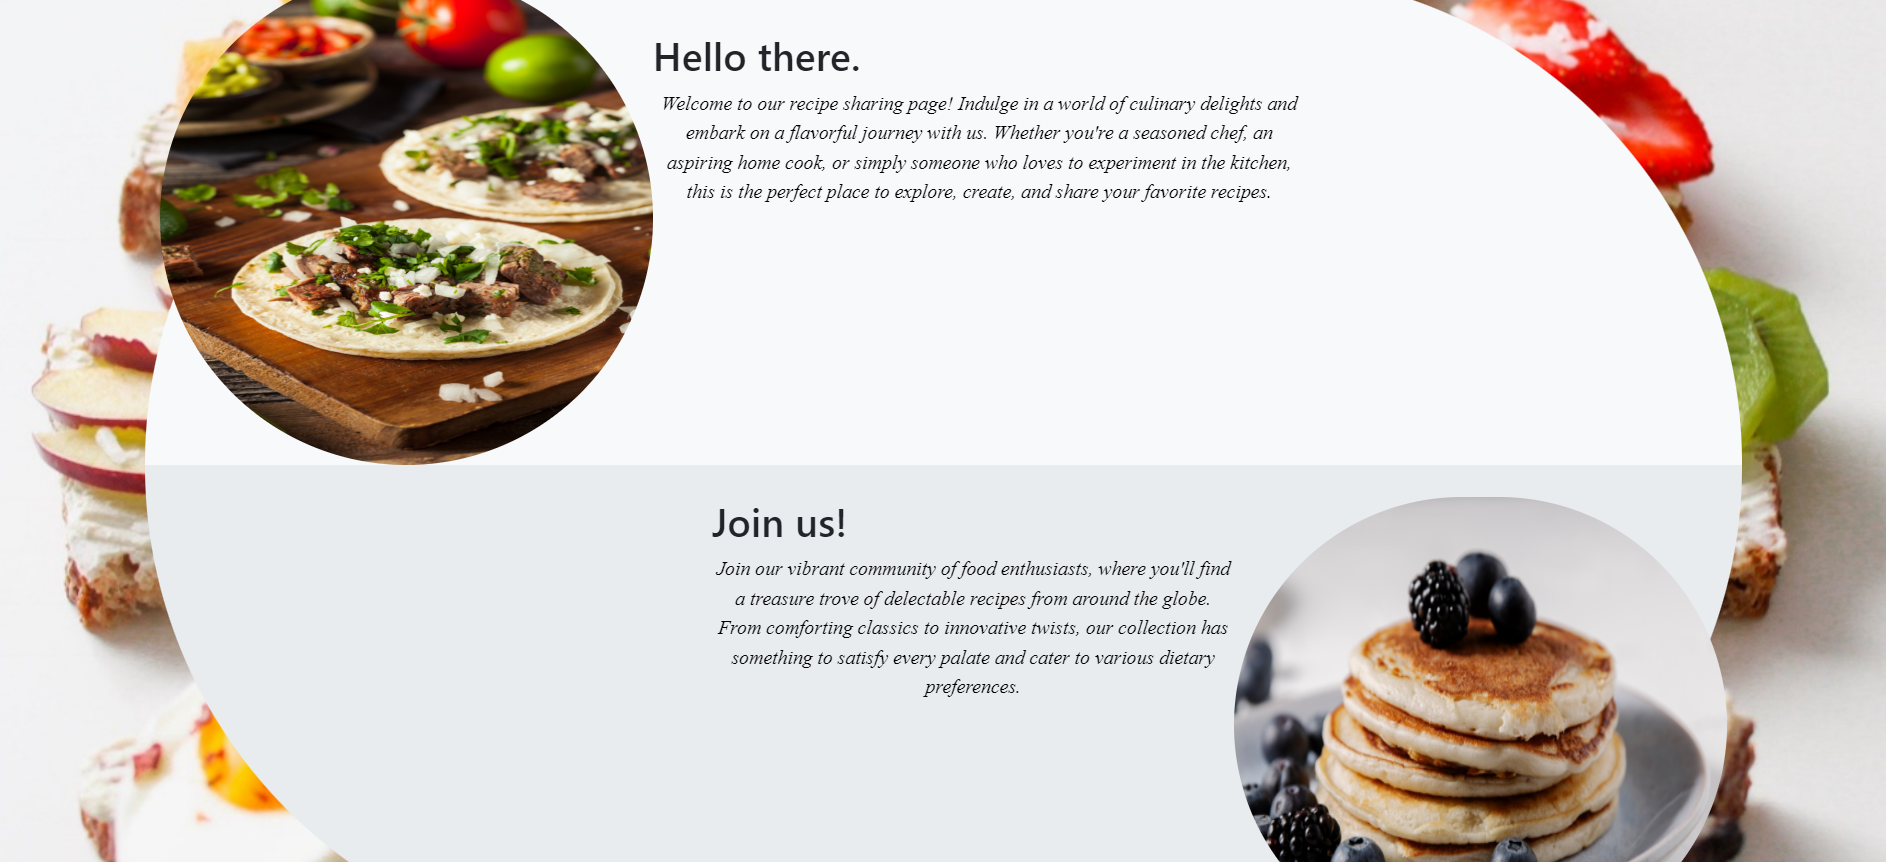 Hello there.
Welcome to our recipe sharing page! Indulge in a world of culinary delights and
embark on a flavorful journey with us. Whether you're a seasoned chef, an
aspiring home cook, or simply someone who loves to experiment in the kitchen,
this is the perfect place to explore, create, and share your favorite recipes.
Join us!
Join our vibrant community of food enthusiasts, where you'll find
a treasure trove of delectable recipes from around the globe.
From comforting classics to innovative twists, our collection has
something to satisfy every palate and cater to various dietary
preferences.